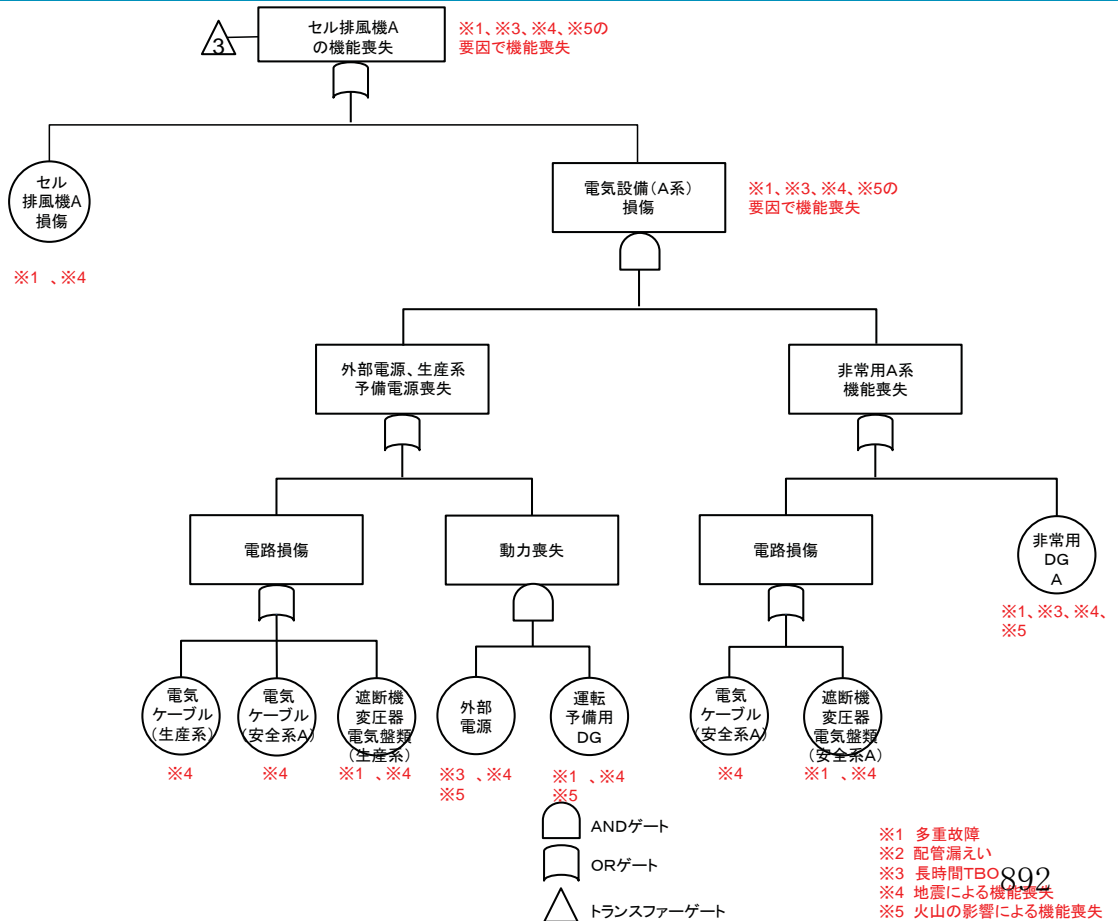 3
セル排風機A
の機能喪失
※1、※3、※4、※5の
要因で機能喪失
セル
排風機A
損傷
※1 、※4
電気設備(A系)
損傷
※1、※3、※4、※5の
要因で機能喪失
外部電源、生産系
予備電源喪失
非常用A系
機能喪失
電路損傷
動力喪失
電路損傷
非常用
DG
A
※1、※3、※4、
※5
電気
ケーブル
(生産系)
※4
電気
ケーブル
(安全系A)
※4
遮断機
変圧器
電気盤類
(生産系)
※1 、※4
外部
電源
※3 、※4
※5
運転
予備用
DG
※1 、※4
※5
電気
ケーブル
(安全系A)
※4
遮断機
変圧器
電気盤類
(安全系A)
※1 、※4
ANDゲート
ORゲート
トランスファーゲート
※1 多重故障
※2 配管漏えい
※3 長時間TBO
※4 地震による機能喪失
※5 火山の影響による機能喪失
892